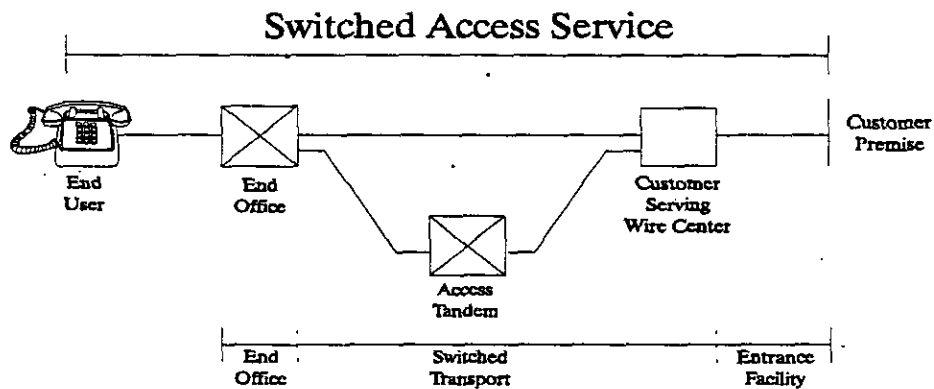 Switched Access Service
Customer
Premise
End
User
End
Office
Customer
Serving
Wire Center
Access
Tandem
End
Office
Switched
Transport
Entrance
Facility